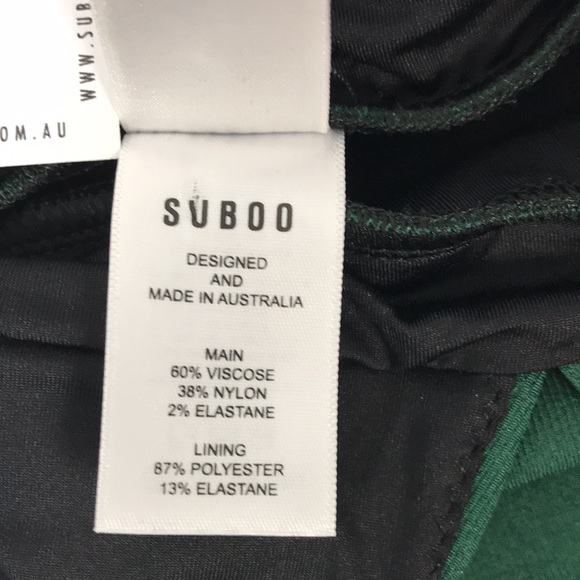 WWW.SUB
OM.AU
SUBOO
DESIGNED
AND
MADE IN AUSTRALIA
MAIN
60% VISCOSE
38% NYLON
2% ELASTANE
LINING
87% POLYESTER
13% ELASTANE